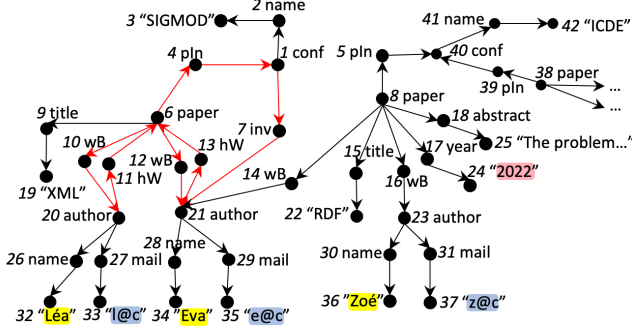 2 name
3 “SIGMOD”
41 name
42 “ICDE”
4 pIn
1 conf
5 pIn
40 conf
39 pIn
38 paper
...
...
9 title
6 paper
8 paper
18 abstract
10 wB
13 hW
7 inv
12 wB
11 hW
14 wB
15 title
17 year
25 “The problem...”
16 wB
24 “2022”
19 “XML”
20 author
21 author
22 “RDF”
23 author
26 name
27 mail
28 name
29 mail
30 name
31 mail
32 “Léa”
33 “l@c”
34 “Eva”
35 “e@c”
36 “Zoé”
37 “z@c”